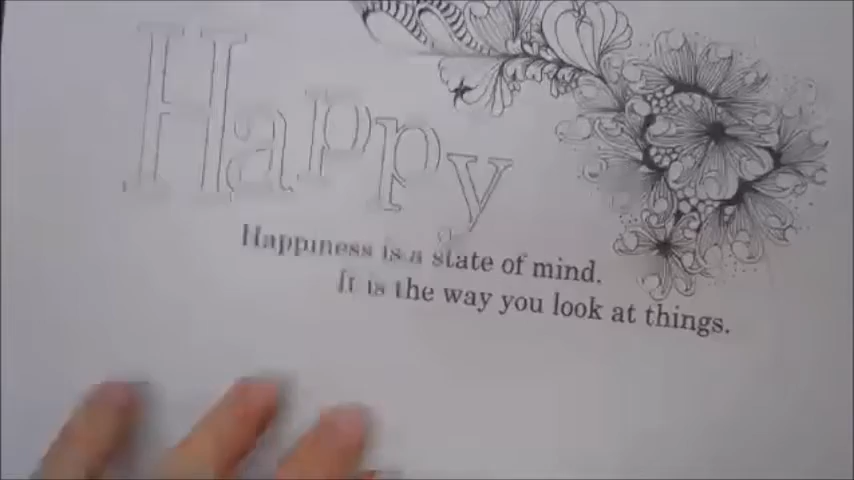 Happy
Happiness is a state of mind.
It is the way you look at things.